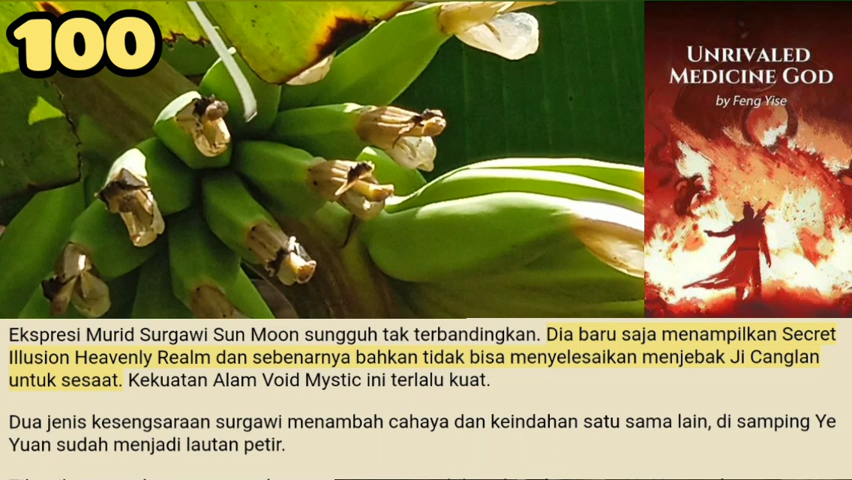 100
UNRIVALED
MEDICINE GOD
by Feng Yise
Ekspresi Murid Surgawi Sun Moon sungguh tak terbandingkan. Dia baru saja menampilkan Secret
Illusion Heavenly Realm dan sebenarnya bahkan tidak bisa menyelesaikan menjebak Ji Canglan
untuk sesaat. Kekuatan Alam Void Mystic ini terlalu kuat.
Dua jenis kesengsaraan surgawi menambah cahaya dan keindahan satu sama lain, di samping Ye
Yuan sudah menjadi lautan petir.